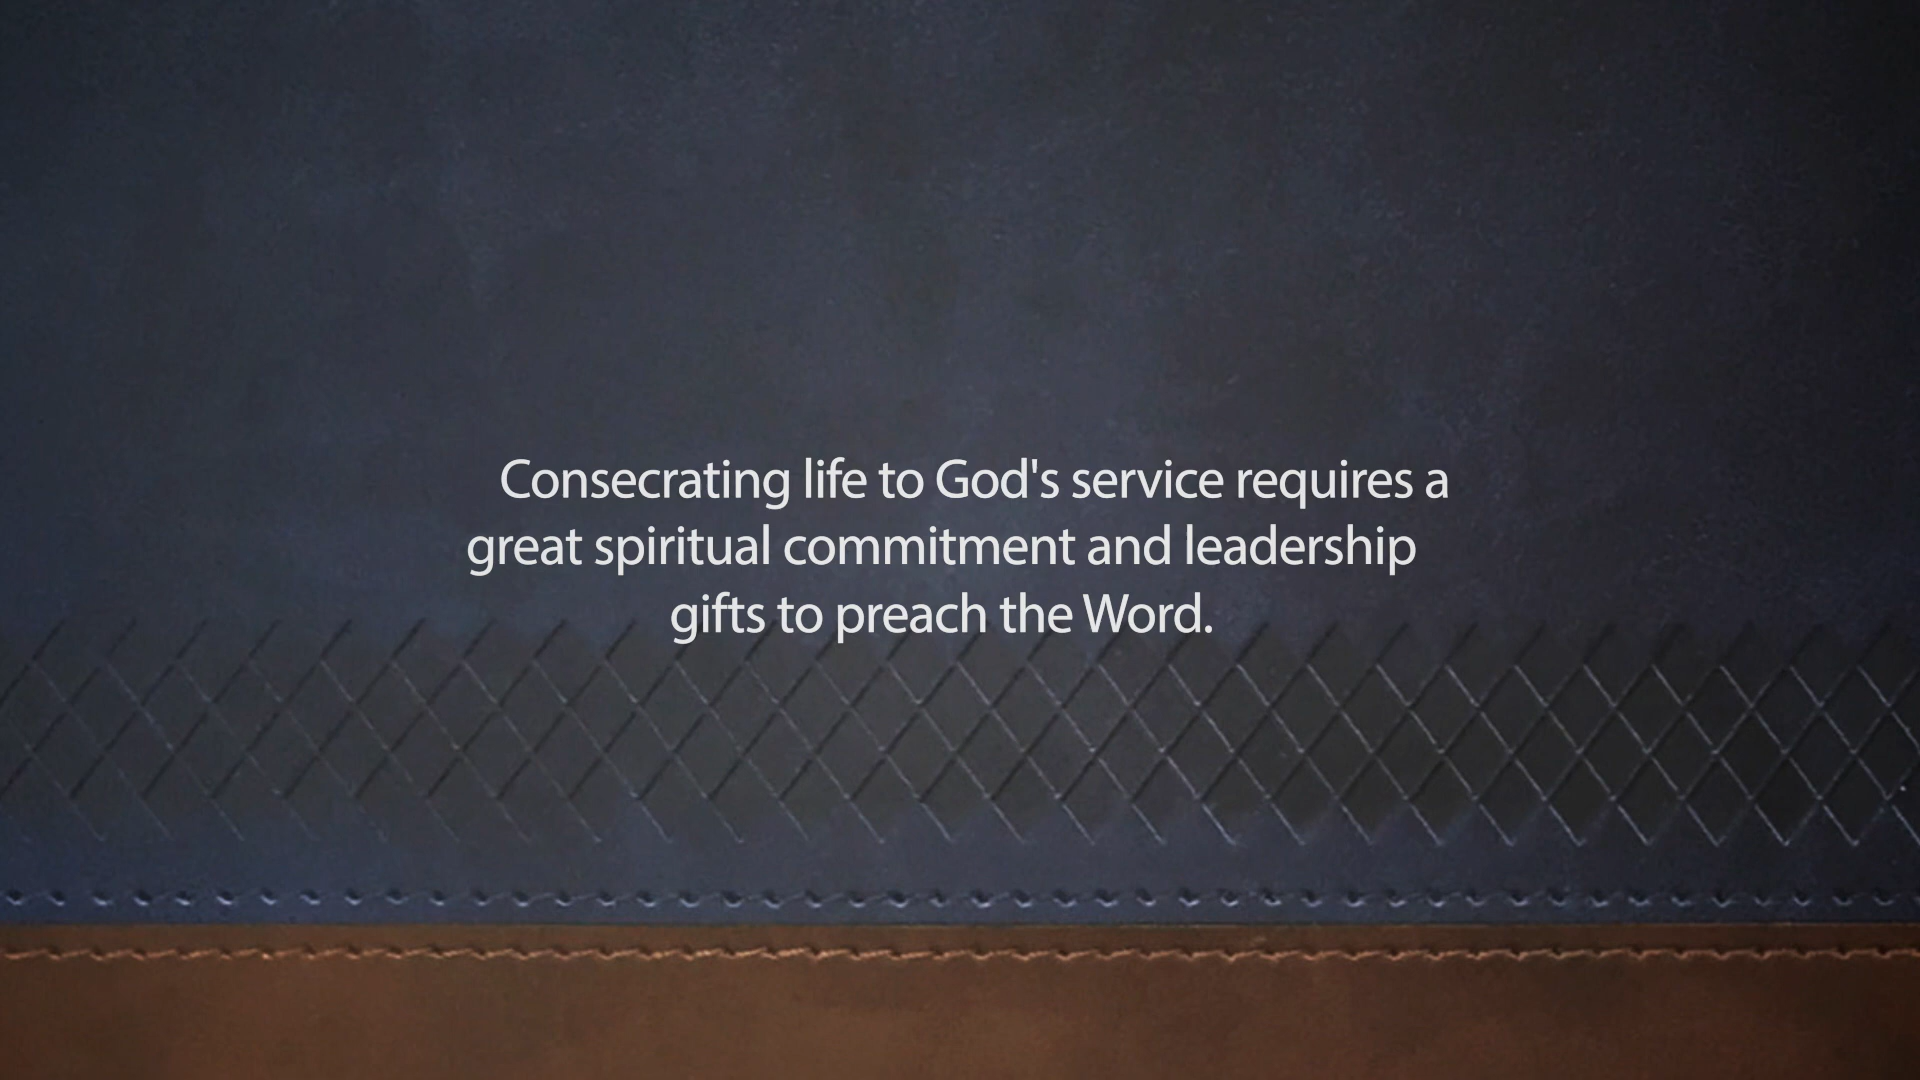 Consecrating life to God's service requires a
great spiritual commitment and leadership
gifts to preach the Word.